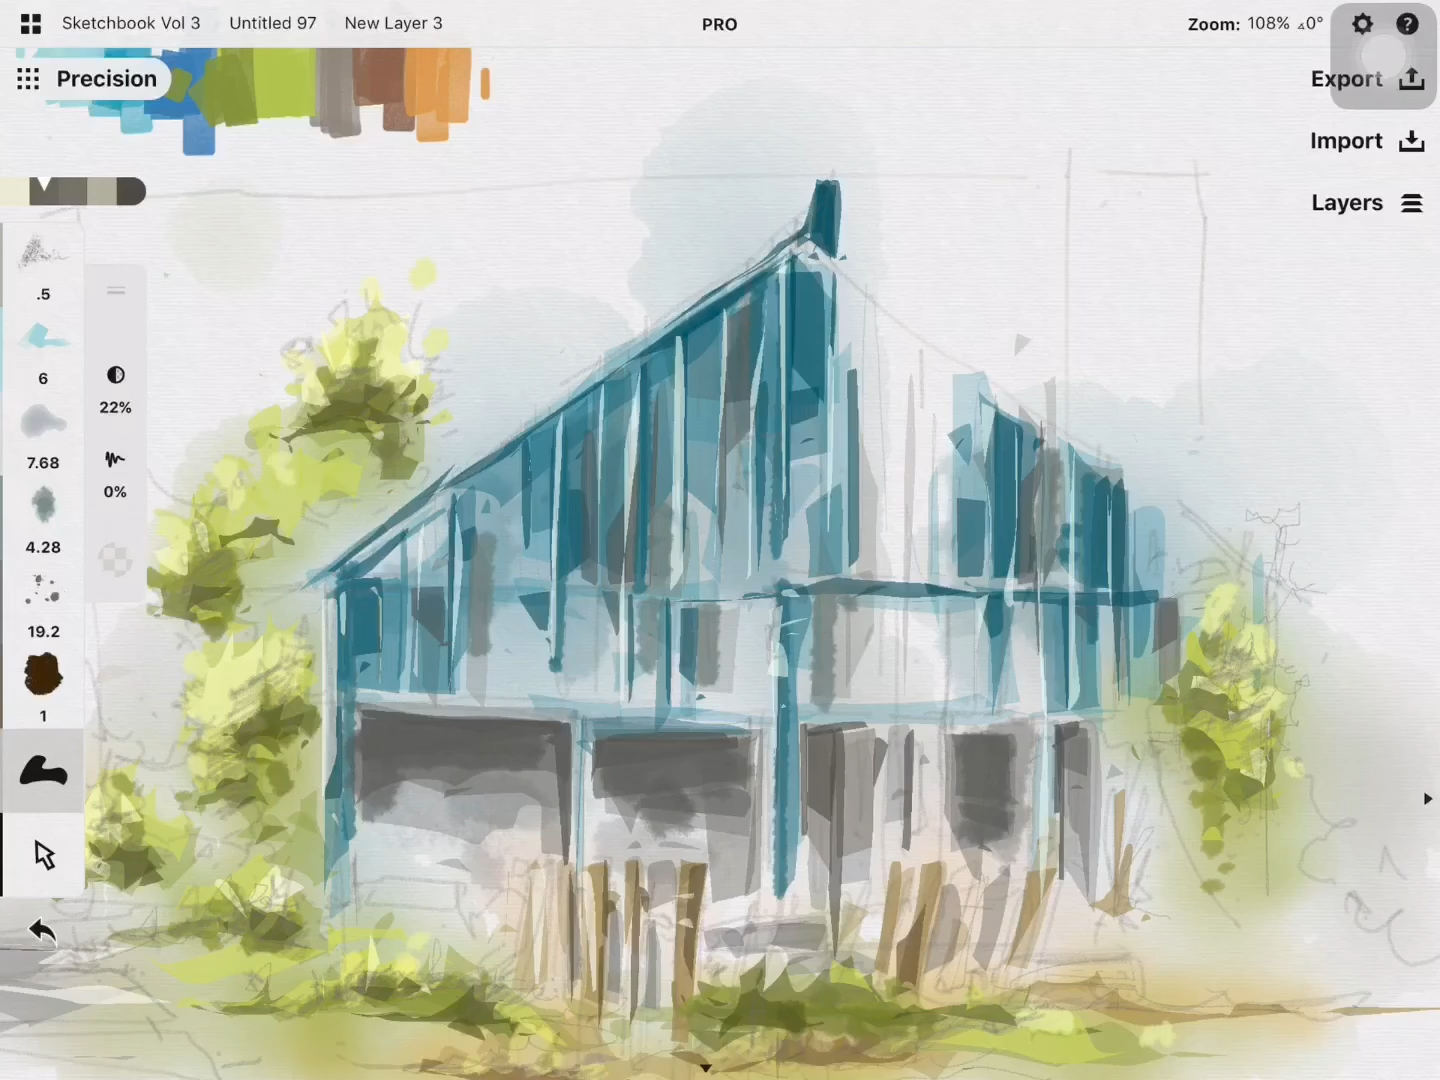 Sketchbook Vol 3 Untitled 97 New Layer 3 PRO Zoom: 108% ⊿0°
Precision
Export
Import
Layers
.5
6
7.68
4.28
19.2
1
22%
0%